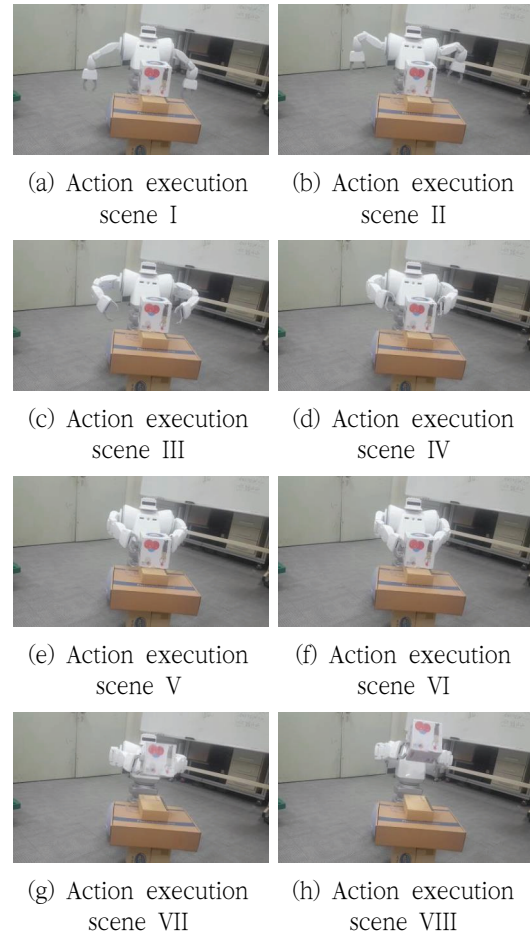 (a) Action execution
scene Ⅰ
(b) Action execution
scene Ⅱ
(c) Action execution
scene Ⅲ
(d) Action execution
scene Ⅳ
(e) Action execution
scene Ⅴ
(f) Action execution
scene Ⅵ
(g) Action execution
scene Ⅶ
(h) Action execution
scene Ⅷ